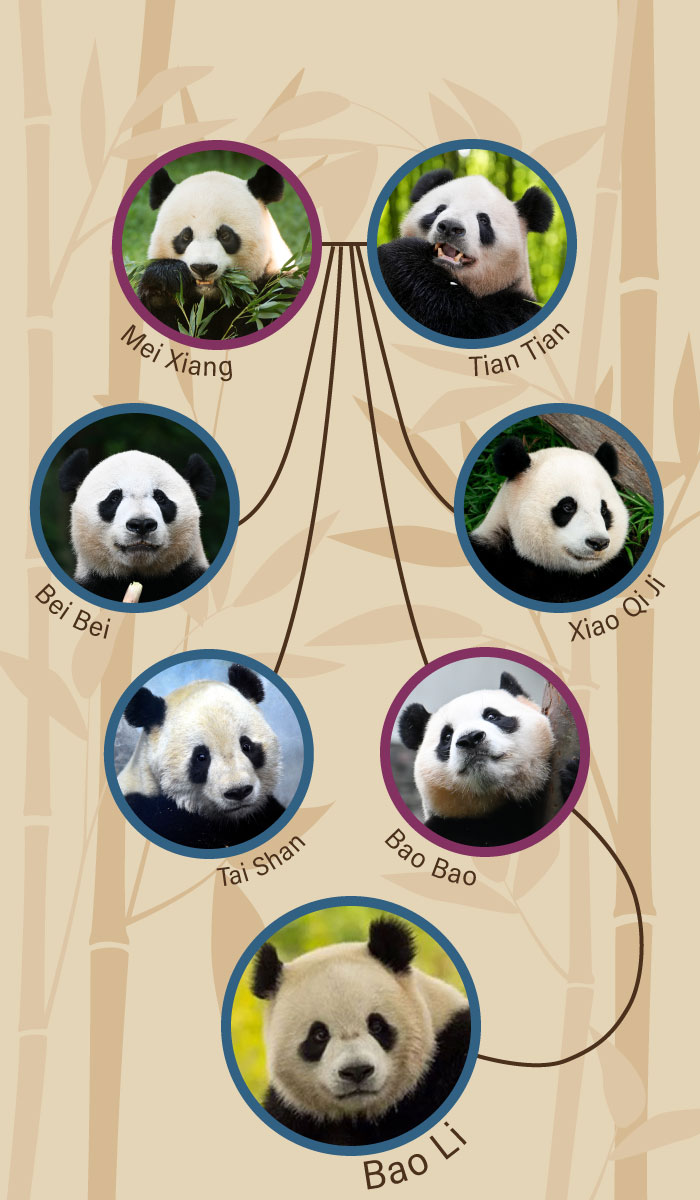 Mei Xiang
Tian Tian
Bei Bei
Xiao Qi Ji
Tai Shan
Bao Bao
Bao Li